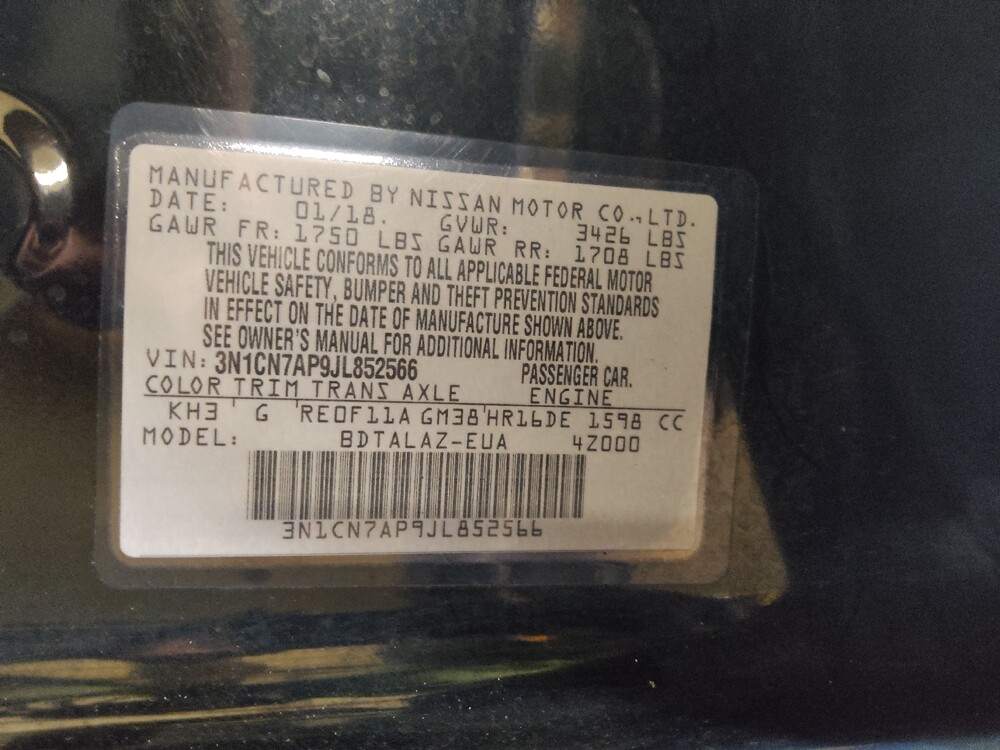 MANUFACTURED BY NISSAN MOTOR CO., LTD.
DATE: 01/18. GVWR: 3426 LBS
GAWR FR: 1750 LBS GAWR RR: 1708 LBS
THIS VEHICLE CONFORMS TO ALL APPLICABLE FEDERAL MOTOR
VEHICLE SAFETY, BUMPER AND THEFT PREVENTION STANDARDS
IN EFFECT ON THE DATE OF MANUFACTURE SHOWN ABOVE.
SEE OWNER'S MANUAL FOR ADDITIONAL INFORMATION.
VIN: 3N1CN7AP9JL852566 PASSENGER CAR.
COLOR TRIM TRANS AXLE ENGINE
KH3 ' G 'RE0F11A GM38'HR16DE 1598 CC
MODEL: BDTALAZ-EUA 4Z000
3N1CN7AP9JL852566